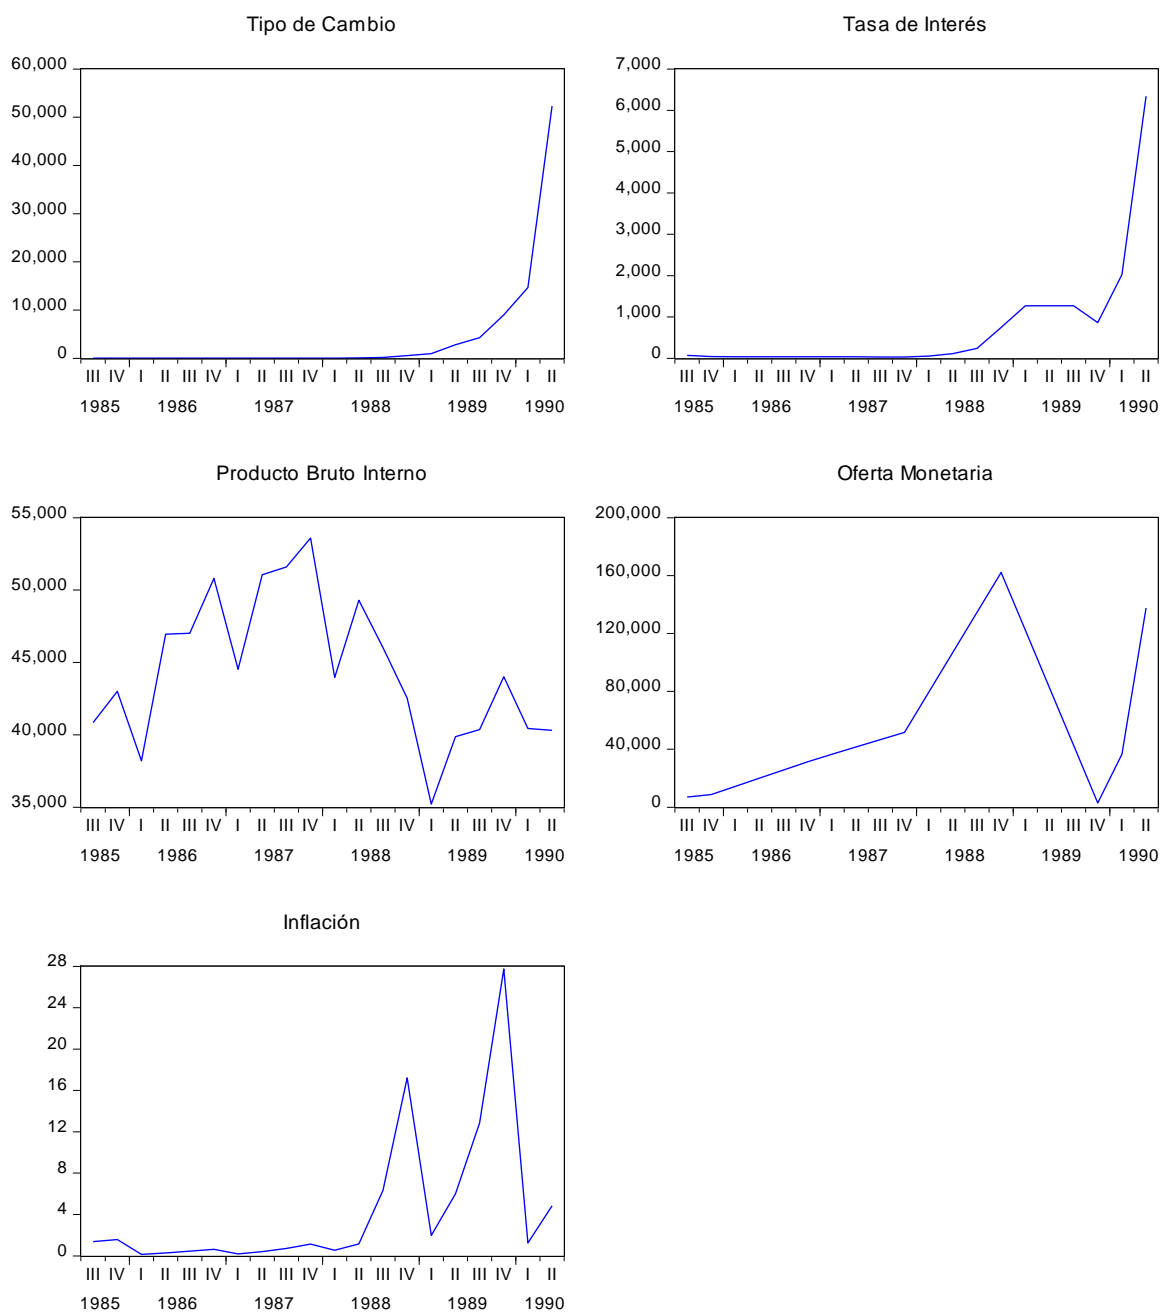 Tipo de Cambio
60,000
50,000
40,000
30,000
20,000
10,000
0
III IV I II III IV I II III IV I II III IV I II III IV I II
1985 1986 1987 1988 1989 1990
Tasa de Interés
7,000
6,000
5,000
4,000
3,000
2,000
1,000
0
III IV I II III IV I II III IV I II III IV I II III IV I II
1985 1986 1987 1988 1989 1990
Producto Bruto Interno
55,000
50,000
45,000
40,000
35,000
III IV I II III IV I II III IV I II III IV I II III IV I II
1985 1986 1987 1988 1989 1990
Oferta Monetaria
200,000
160,000
120,000
80,000
40,000
0
III IV I II III IV I II III IV I II III IV I II III IV I II
1985 1986 1987 1988 1989 1990
Inflación
28
24
20
16
12
8
4
0
III IV I II III IV I II III IV I II III IV I II III IV I II
1985 1986 1987 1988 1989 1990